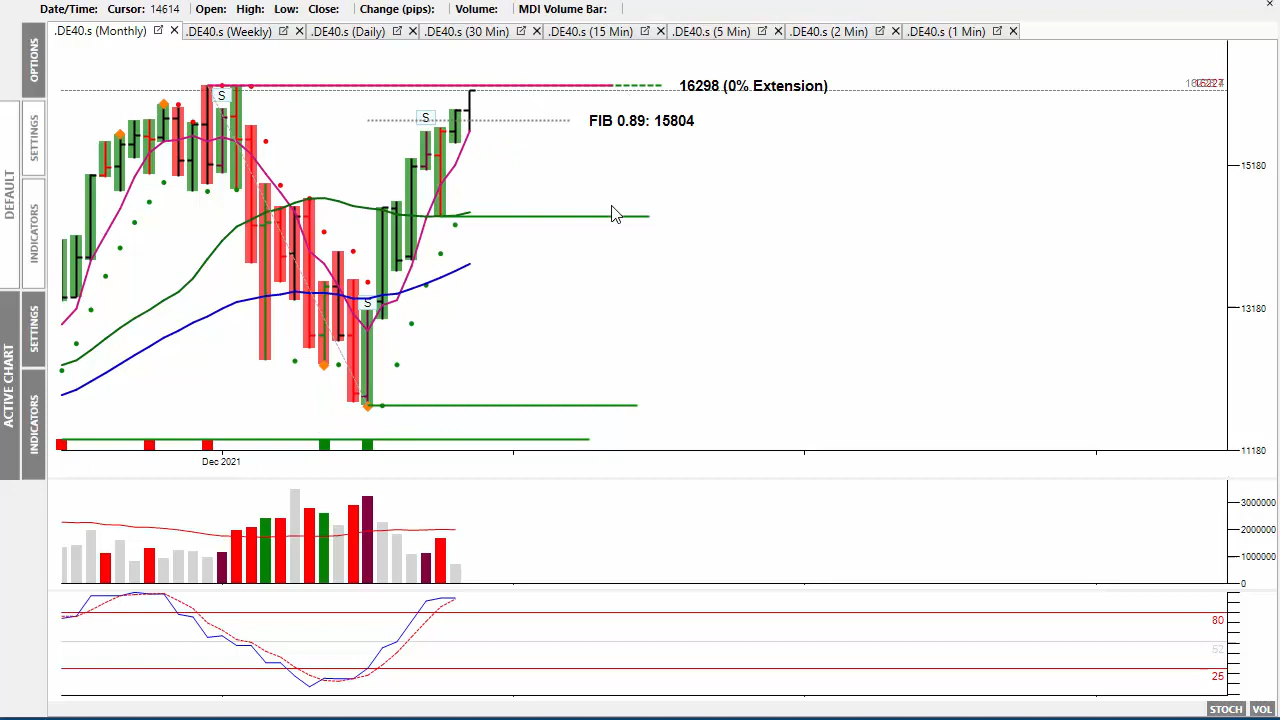 Date/Time: Cursor: 14614 Open: High: Low: Close: Change (pips): Volume: MDI Volume Bar:
.DE40.s (Monthly) .DE40.s (Weekly) .DE40.s (Daily) .DE40.s (30 Min) .DE40.s (15 Min) .DE40.s (5 Min) .DE40.s (2 Min) .DE40.s (1 Min)
OPTIONS
SETTINGS
DEFAULT
INDICATORS
SETTINGS
ACTIVE CHART
INDICATORS
S
16298 (0% Extension)
S
FIB 0.89: 15804
15180
S
13180
11180
Dec 2021
3000000
2000000
1000000
0
80
52
25
STOCH VOL